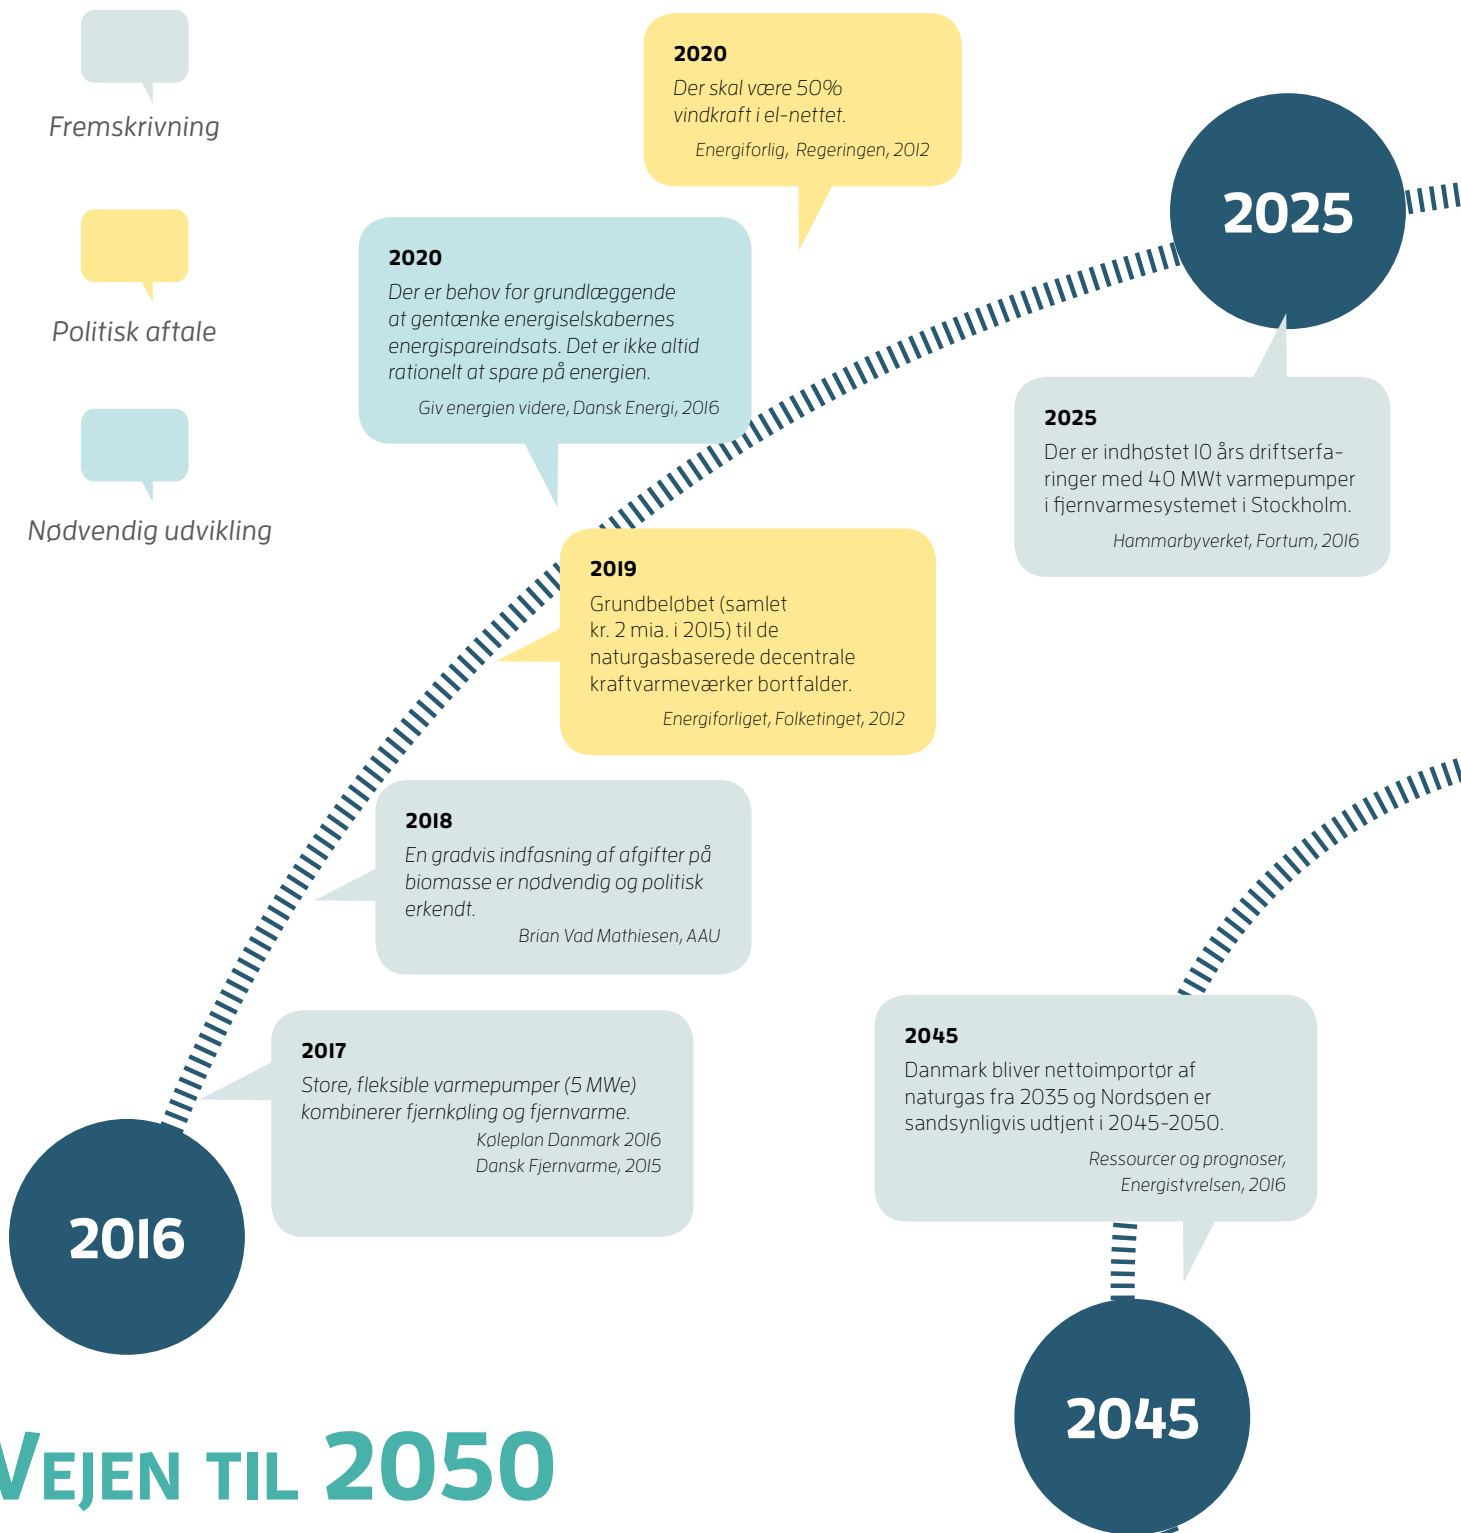 Fremskrivning
Politisk aftale
Nødvendig udvikling
2020
Der skal være 50%
vindkraft i el-nettet.
Energiforlig, Regeringen, 2012
2025
2020
Der er behov for grundlæggende
at gentænke energiselskabernes
energispareindsats. Det er ikke altid
rationelt at spare på energien.
Giv energien videre, Dansk Energi, 2016
2025
Der er indhøstet 10 års driftserfa-
ringer med 40 MWt varmepumper
i fjernvarmesystemet i Stockholm.
Hammarbyverket, Fortum, 2016
2019
Grundbeløbet (samlet
kr. 2 mia. i 2015) til de
naturgasbaserede decentrale
kraftvarmeværker bortfalder.
Energiforliget, Folketinget, 2012
2018
En gradvis indfasning af afgifter på
biomasse er nødvendig og politisk
erkendt.
Brian Vad Mathiesen, AAU
2017
Store, fleksible varmepumper (5 MWe)
kombinerer fjernkøling og fjernvarme.
Køleplan Danmark 2016
Dansk Fjernvarme, 2015
2016
2045
Danmark bliver nettoimportør af
naturgas fra 2035 og Nordsøen er
sandsynligvis udtjent i 2045-2050.
Ressourcer og prognoser,
Energistyrelsen, 2016
2045
VEJEN TIL 2050